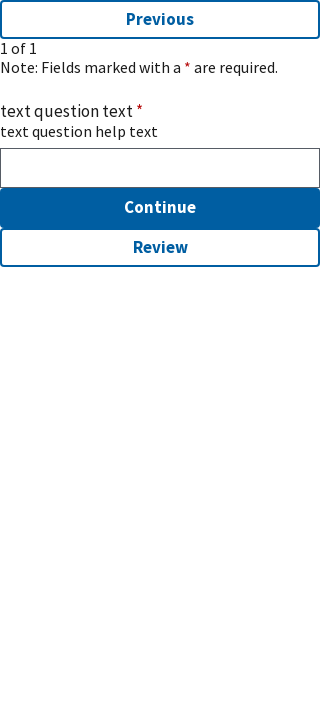 Previous
1 of 1
Note: Fields marked with a * are required.
text question text *
text question help text
Continue
Review